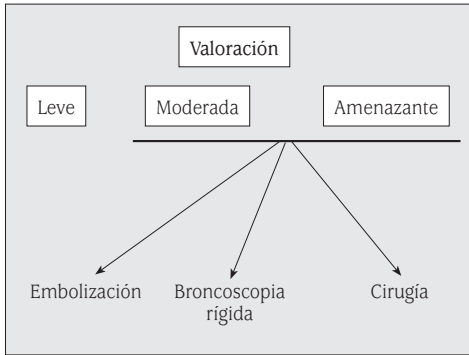 Valoración
Leve
Moderada
Amenazante
Embolización
Broncoscopia
rígida
Cirugía